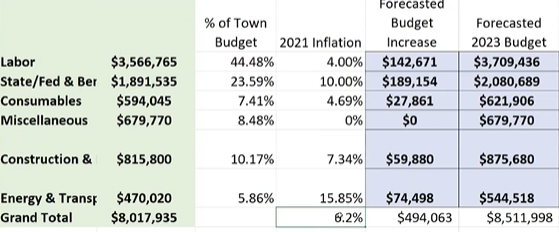 Forecasted
% of Town Budget Forecasted
Budget 2021 Inflation Increase 2023 Budget
Labor $3,566,765 44.48% 4.00% $142,671 $3,709,436
State/Fed & Ber $1,891,535 23.59% 10.00% $189,154 $2,080,689
Consumables $594,045 7.41% 4.69% $27,861 $621,906
Miscellaneous $679,770 8.48% 0% $0 $679,770
Construction & $815,800 10.17% 7.34% $59,880 $875,680
Energy & Transp $470,020 5.86% 15.85% $74,498 $544,518
Grand Total $8,017,935 6.2% $494,063 $8,511,998